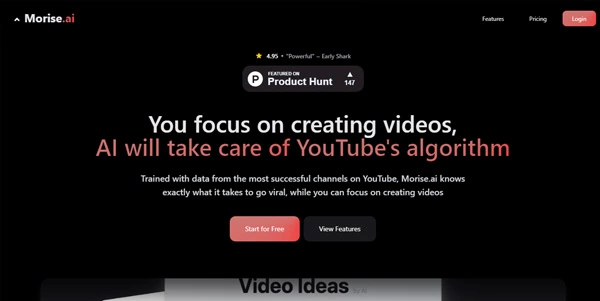 Morise.ai
Features
Pricing
Login
4.95 • "Powerful" – Early Shark
FEATURED ON
Product Hunt
▲
147
You focus on creating videos,
AI will take care of YouTube's algorithm
Trained with data from the most successful channels on YouTube, Morise.ai knows
exactly what it takes to go viral, while you can focus on creating videos
Start for Free
View Features
Video Ideas